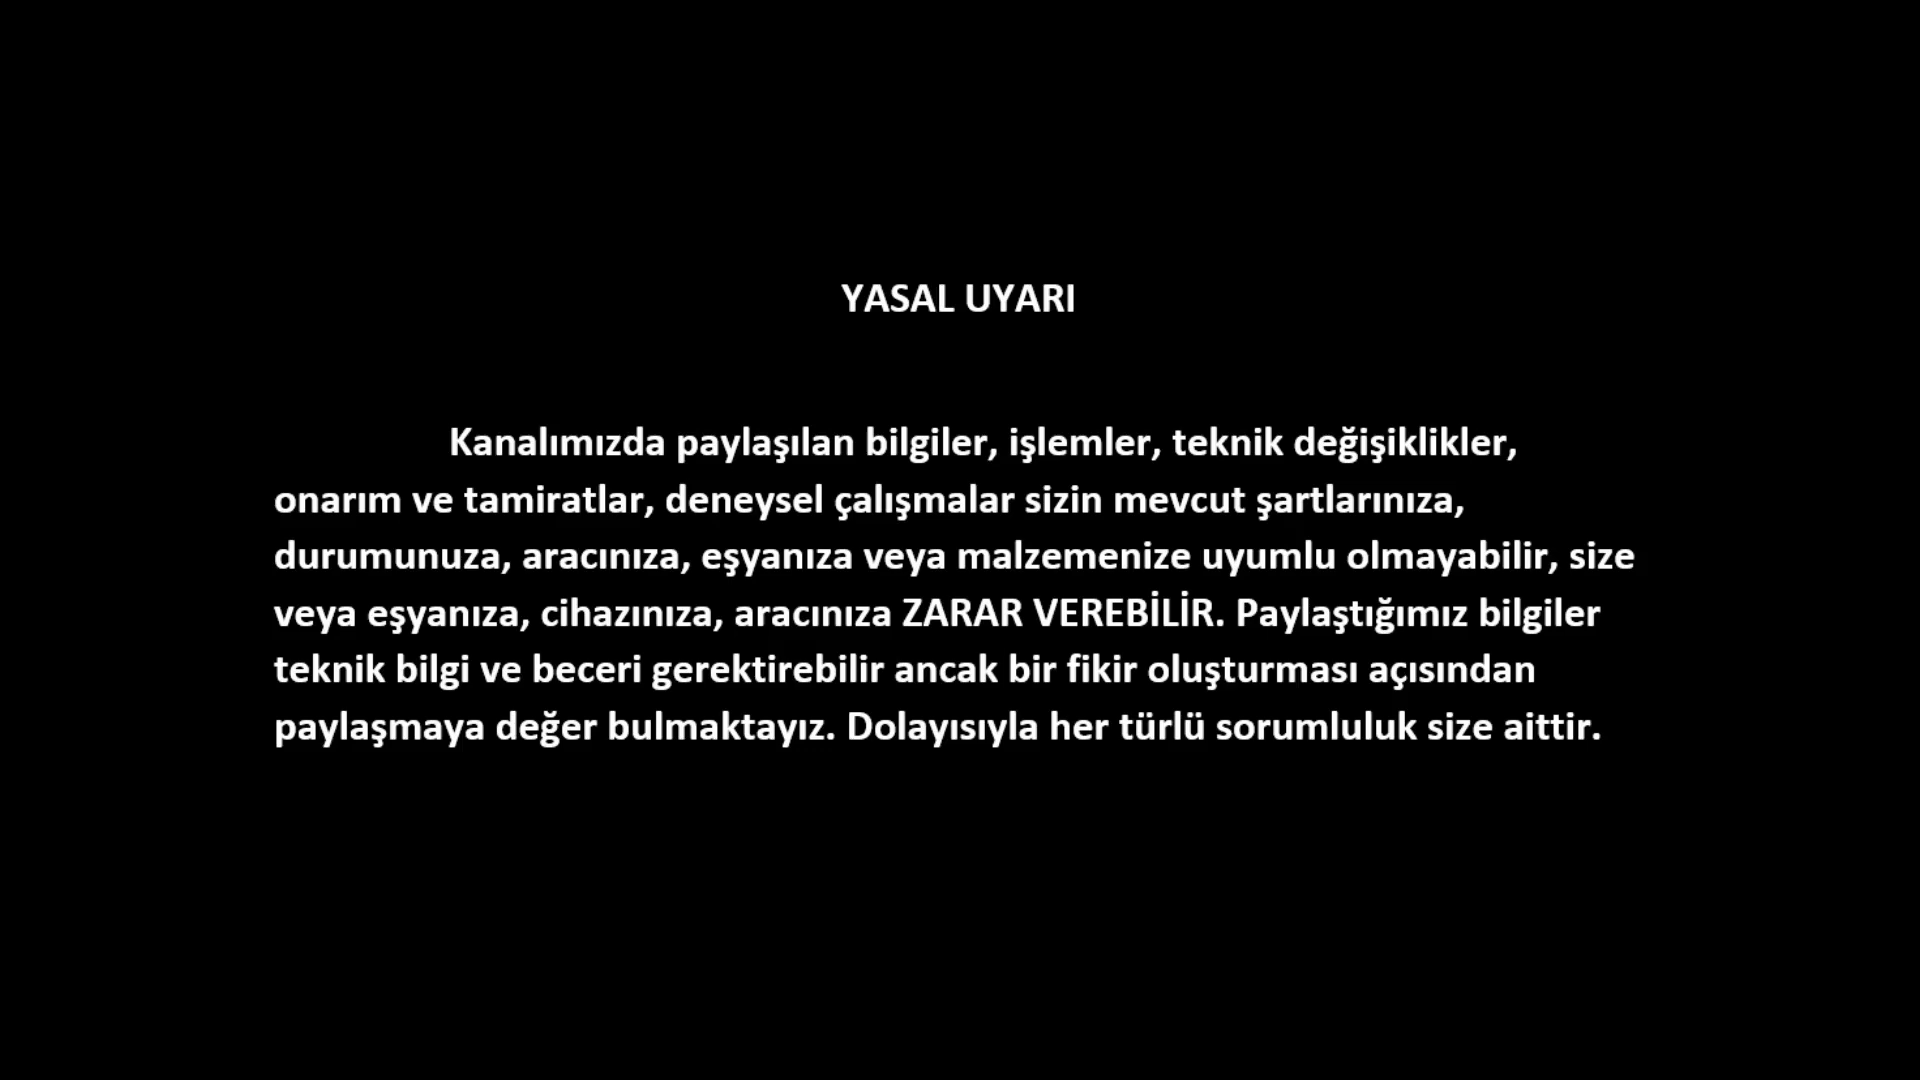 YASAL UYARI
Kanalımızda paylaşılan bilgiler, işlemler, teknik değişiklikler,
onarım ve tamiratlar, deneysel çalışmalar sizin mevcut şartlarınıza,
durumunuza, aracınıza, eşyanıza veya malzemenize uyumlu olmayabilir, size
veya eşyanıza, cihazınıza, aracınıza ZARAR VEREBİLİR. Paylaştığımız bilgiler
teknik bilgi ve beceri gerektirebilir ancak bir fikir oluşturması açısından
paylaşmaya değer bulmaktayız. Dolayısıyla her türlü sorumluluk size aittir.